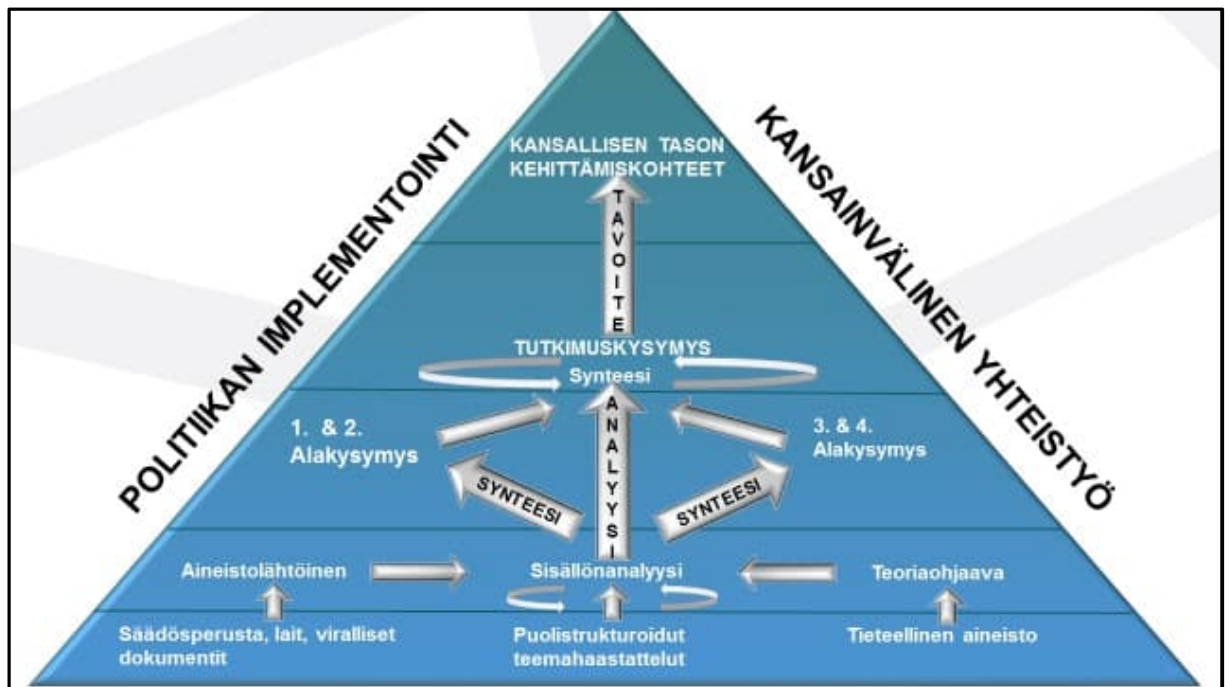 POLITIIKAN IMPLEMENTOINTI
KANSAINVÄLINEN YHTEISTYÖ
KANSALLISEN TASON
KEHITTÄMISKOHTEET
TAVOITE
TUTKIMUSKYSYMYS
Synteesi
ANALYYSI
1. & 2.
Alakysymys
3. & 4.
Alakysymys
SYNTEESI
SYNTEESI
Aineistolähtöinen
Sisällönanalyysi
Teoriaohjaava
Säädösperusta, lait, viralliset
dokumentit
Puolistrukturoidut
teemahaastattelut
Tieteellinen aineisto